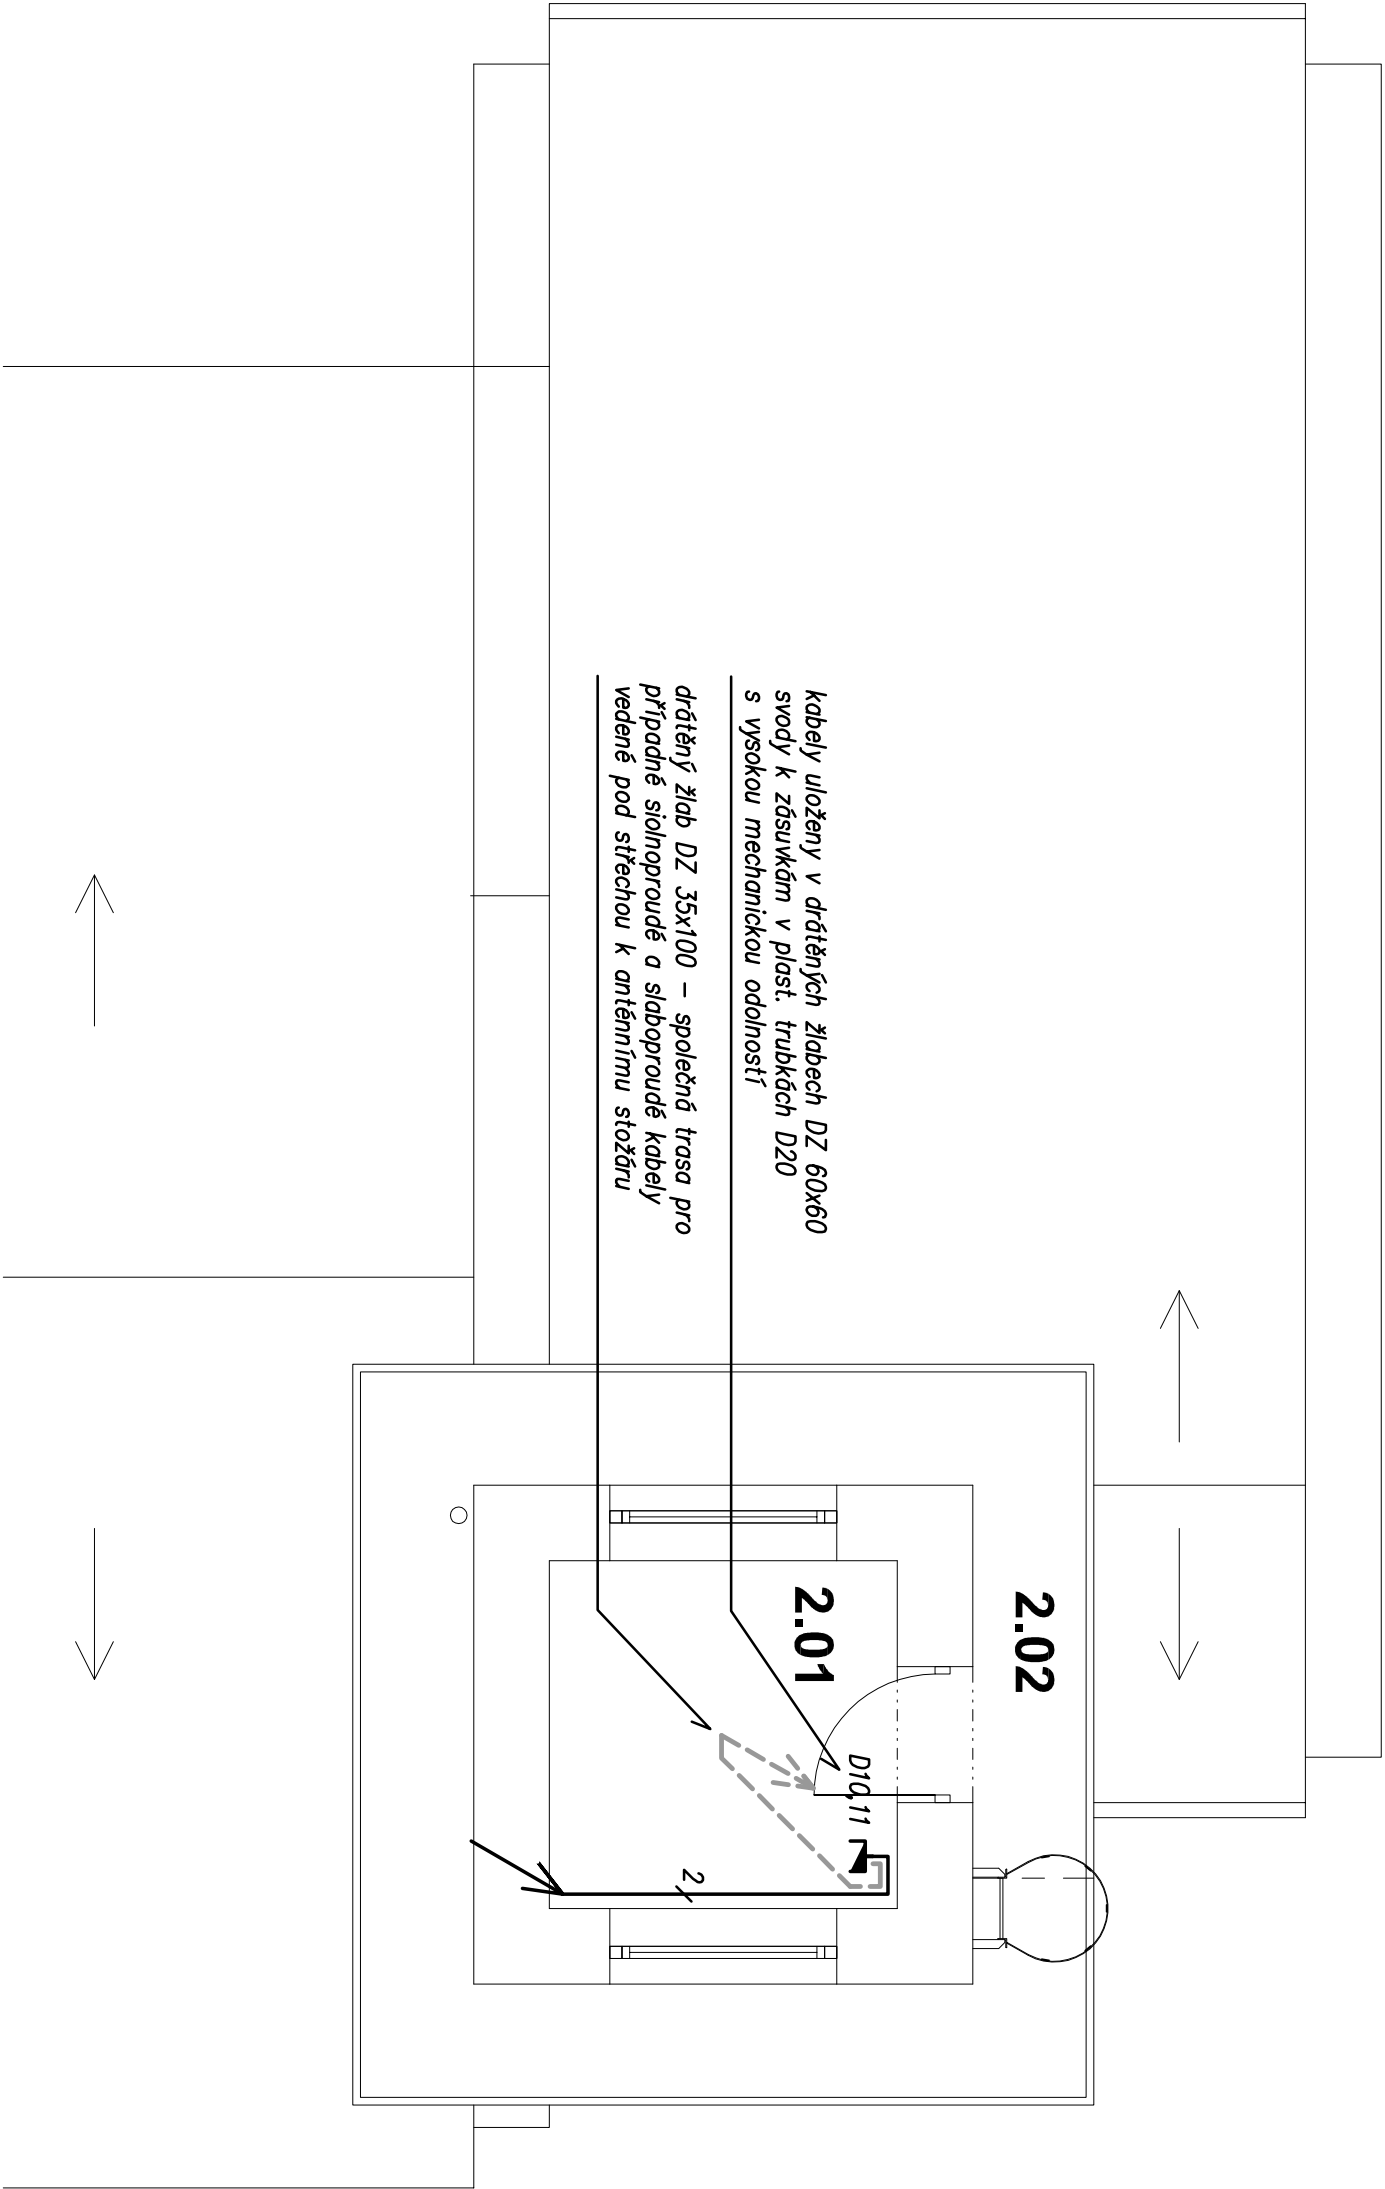 kabely uloženy v drátěných žlabech DZ 60x60
svody k zásuvkám v plast. trubkách D20
s vysokou mechanickou odolností
drátěný žlab DZ 35x100 – společná trasa pro
případné siolnoproudé a slaboproudé kabely
vedené pod střechou k anténnímu stožáru
2.02
2.01
D10,11
2